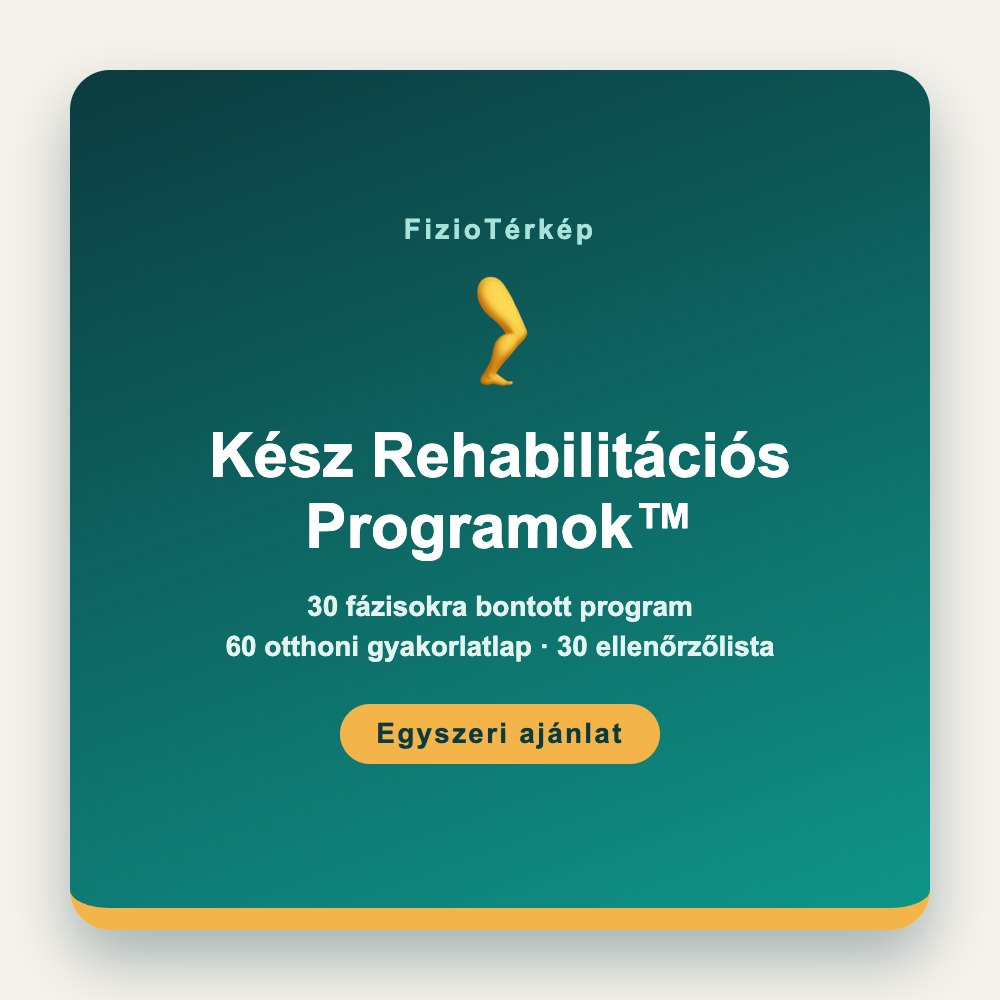 FizioTérkép
Kész Rehabilitációs
Programok™
30 fázisokra bontott program
60 otthoni gyakorlatlap · 30 ellenőrzőlista
Egyszeri ajánlat